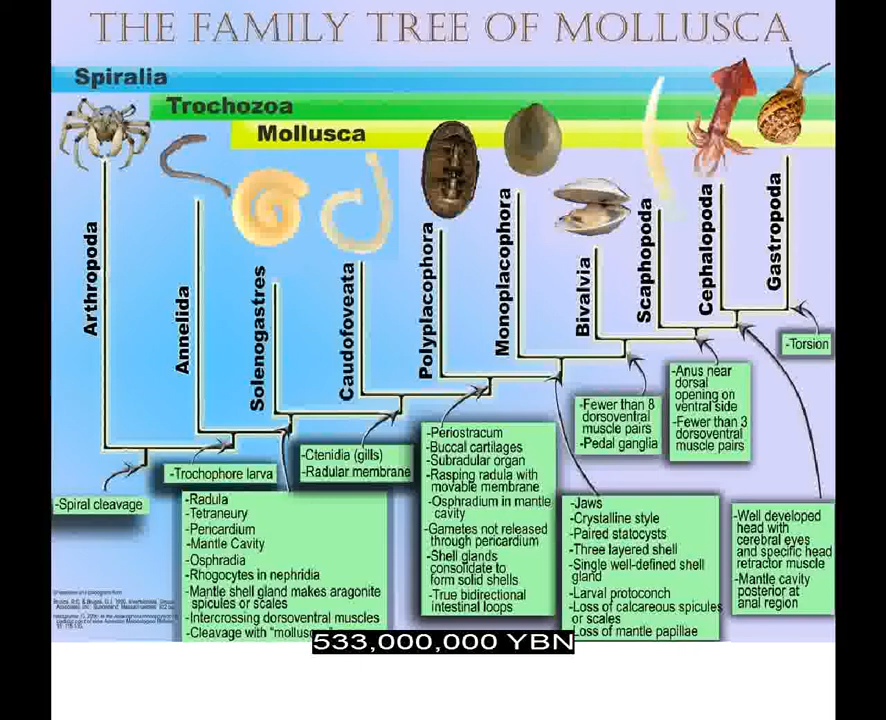 THE FAMILY TREE OF MOLLUSCA
Spiralia
Trochozoa
Mollusca
Arthropoda
Annelida
Solenogastres
Caudofoveata
Polyplacophora
Monoplacophora
Bivalvia
Scaphopoda
Cephalopoda
Gastropoda
-Torsion
-Anus near
dorsal
opening on
ventral side
-Fewer than 3
dorsoventral
muscle pairs
-Fewer than 8
dorsoventral
muscle pairs
-Pedal ganglia
-Spiral cleavage
-Trochophore larva
-Ctenidia (gills)
-Radular membrane
-Radula
-Tetraneury
-Pericardium
-Mantle Cavity
-Osphradia
-Rhogocytes in nephridia
-Mantle shell gland makes aragonite
spicules or scales
-Intercrossing dorsoventral muscles
-Cleavage with
-Periostracum
-Buccal cartilages
-Subradular organ
-Rasping radula with
movable membrane
-Osphradium in mantle
cavity
-Gametes not released
through pericardium
-Shell glands
consolidate to
form solid shells
-True bidirectional
intestinal loops
-Jaws
-Crystalline style
-Paired statocysts
-Three layered shell
-Single well-defined shell
gland
-Larval protoconch
-Loss of calcareous spicules
or scales
-Loss of mantle papillae
-Well developed
head with
cerebral eyes
and specific head
retractor muscle
-Mantle cavity
posterior at
anal region
533,000,000 YBN